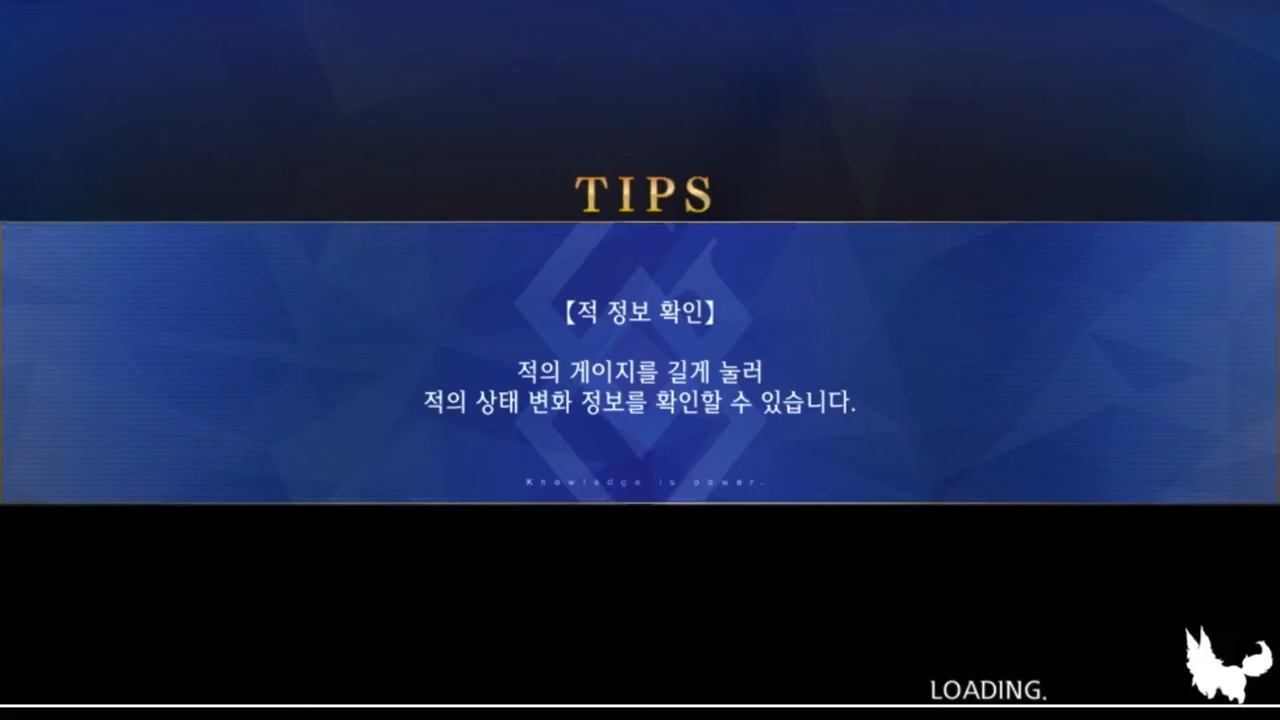 TIPS
【적 정보 확인】
적의 게이지를 길게 눌러
적의 상태 변화 정보를 확인할 수 있습니다.
Knowledge is power.
LOADING.